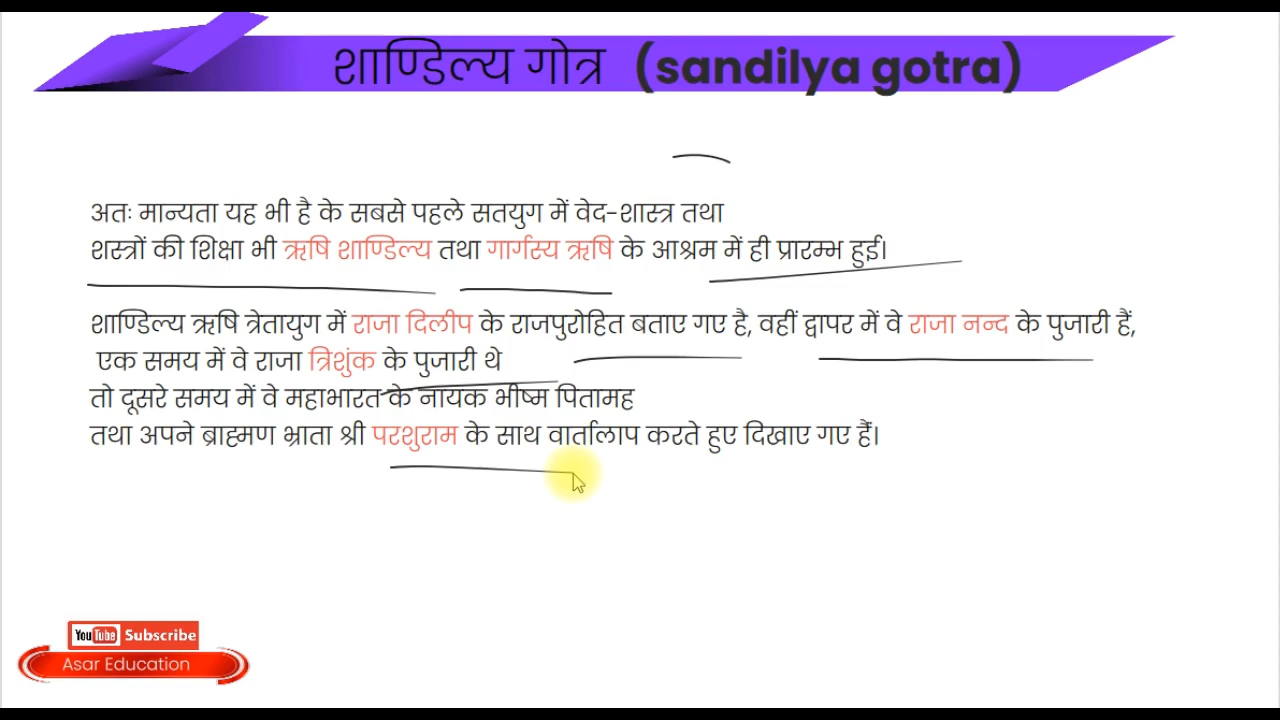 शाण्डिल्य गोत्र (sandilya gotra)
अतः मान्यता यह भी है के सबसे पहले सतयुग में वेद-शास्त्र तथा
शस्त्रों की शिक्षा भी ऋषि शाण्डिल्य तथा गार्गस्य ऋषि के आश्रम में ही प्रारम्भ हुई।
शाण्डिल्य ऋषि त्रेतायुग में राजा दिलीप के राजपुरोहित बताए गए है, वहीं द्वापर में वे राजा नन्द के पुजारी हैं,
एक समय में वे राजा त्रिशुंक के पुजारी थे
तो दूसरे समय में वे महाभारत के नायक भीष्म पितामह
तथा अपने ब्राह्मण भ्राता श्री परशुराम के साथ वार्तालाप करते हुए दिखाए गए हैं।
YouTube Subscribe
Asar Education